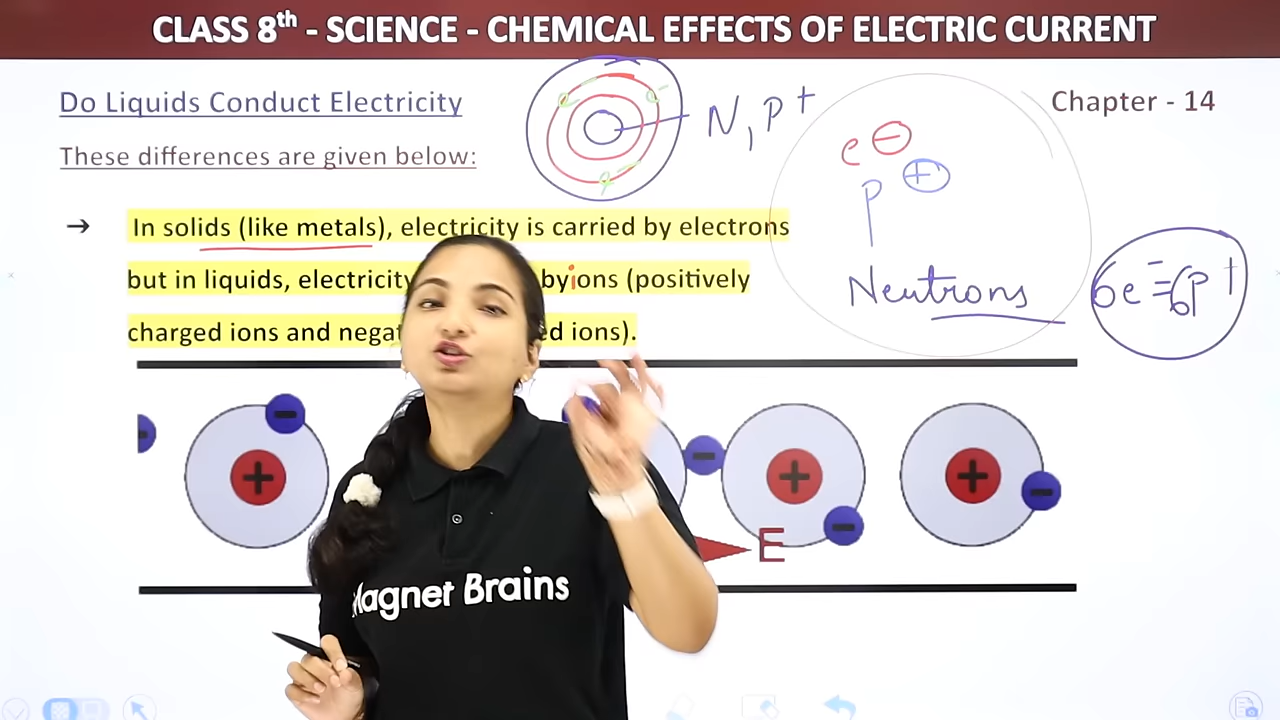 CLASS 8th - SCIENCE - CHEMICAL EFFECTS OF ELECTRIC CURRENT
Do Liquids Conduct Electricity
Chapter - 14
These differences are given below:
N, P +
e −
P +
Neutrons
6e⁻ = 6p +
e⁻ e⁻
e⁻
→ In solids (like metals), electricity is carried by electrons
but in liquids, electricity by ions (positively
charged ions and ions).
− + − − + − + −
E
Magnet Brains